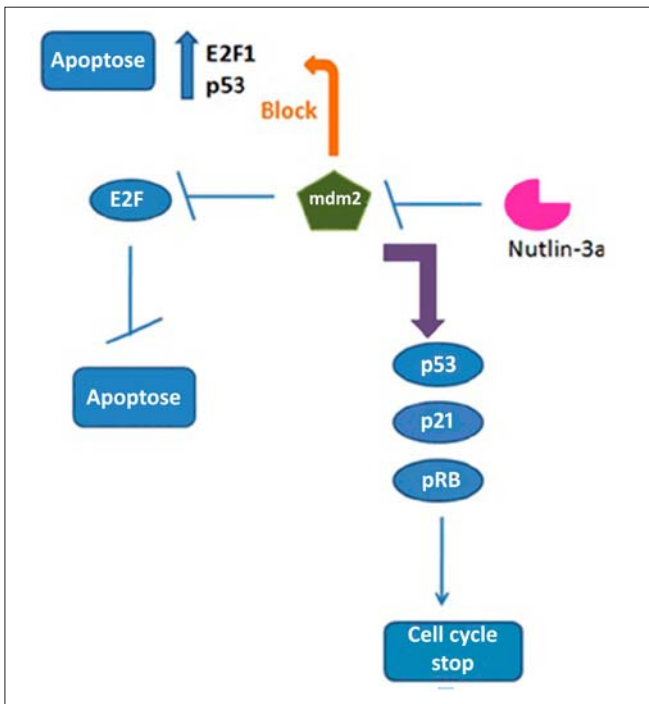 Apoptose
E2F1
p53
Block
E2F
mdm2
Nutlin-3a
Apoptose
p53
p21
pRB
Cell cycle
stop